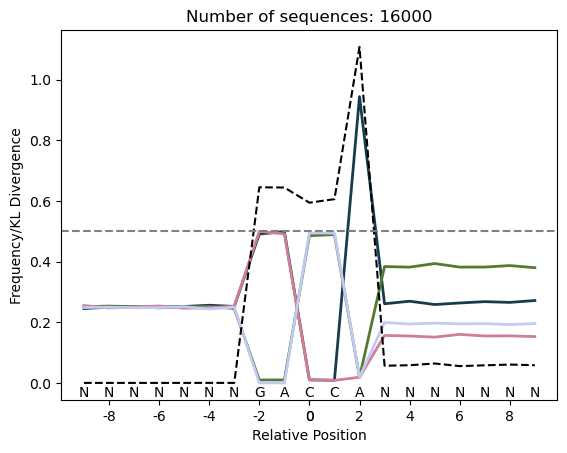 Number of sequences: 16000
Frequency/KL Divergence
1.0
0.8
0.6
0.4
0.2
0.0
N N N N N N N G A C C A N N N N N N N
-8 -6 -4 -2 0 0 2 4 6 8
Relative Position